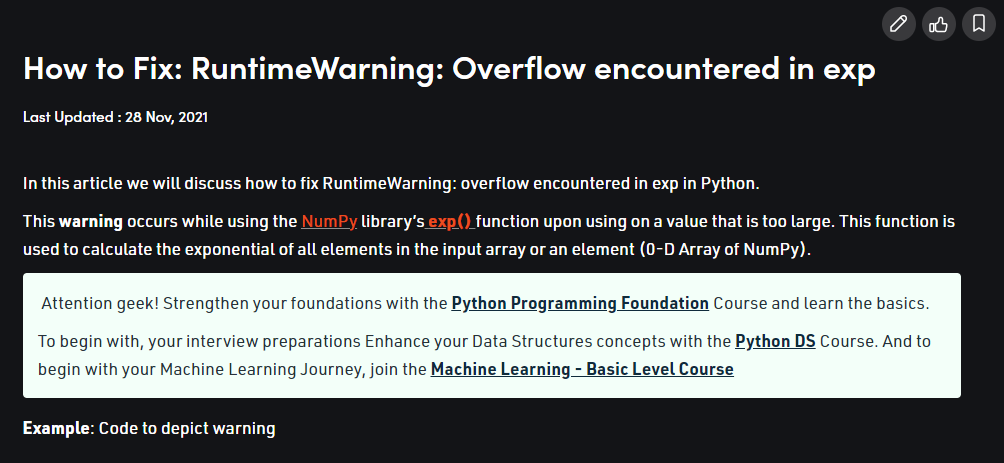 How to Fix: RuntimeWarning: Overflow encountered in exp
Last Updated : 28 Nov, 2021
In this article we will discuss how to fix RuntimeWarning: overflow encountered in exp in Python.
This warning occurs while using the NumPy library's exp() function upon using on a value that is too large. This function is
used to calculate the exponential of all elements in the input array or an element (0-D Array of NumPy).
Attention geek! Strengthen your foundations with the Python Programming Foundation Course and learn the basics.
To begin with, your interview preparations Enhance your Data Structures concepts with the Python DS Course. And to
begin with your Machine Learning Journey, join the Machine Learning - Basic Level Course
Example: Code to depict warning